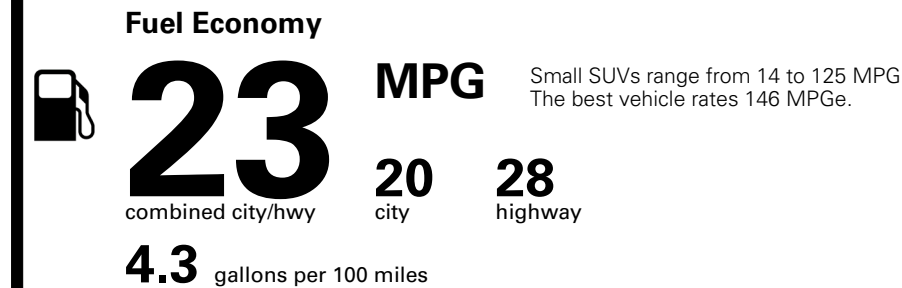 Fuel Economy
23 MPG
Small SUVs range from 14 to 125 MPG
The best vehicle rates 146 MPGe.
combined city/hwy
20
city
28
highway
4.3 gallons per 100 miles